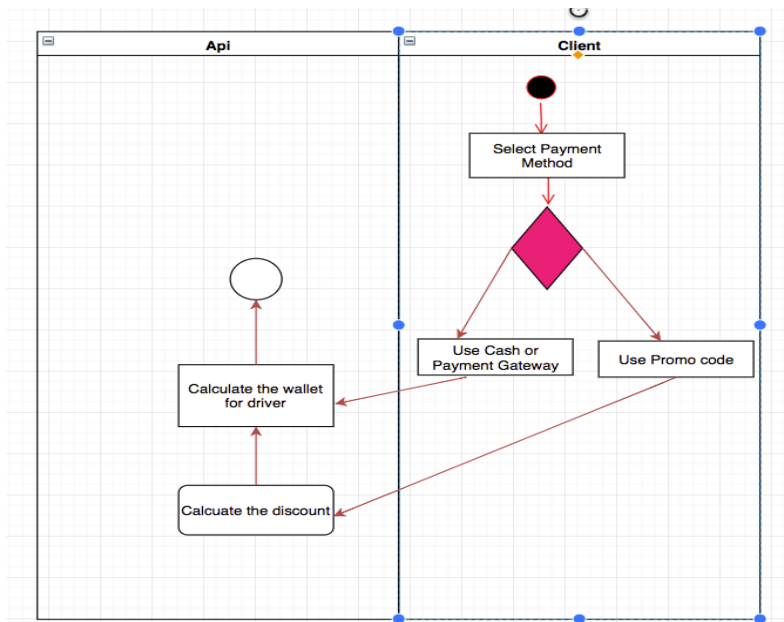 Api
Client
Select Payment
Method
Use Cash or
Payment Gateway
Use Promo code
Calculate the wallet
for driver
Calcuate the discount